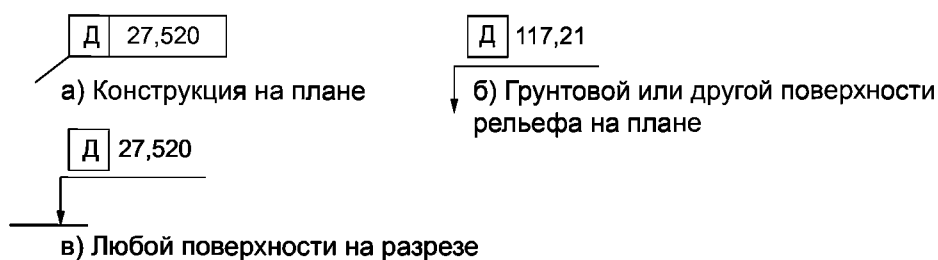 Д 27,520
а) Конструкция на плане
Д 117,21
б) Грунтовой или другой поверхности
рельефа на плане
Д 27,520
в) Любой поверхности на разрезе